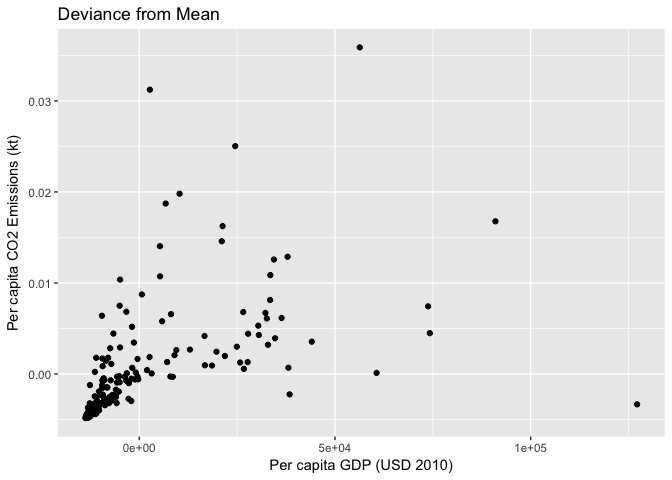 Deviance from Mean
Per capita CO2 Emissions (kt)
0.03
0.02
0.01
0.00
0e+00
5e+04
1e+05
Per capita GDP (USD 2010)